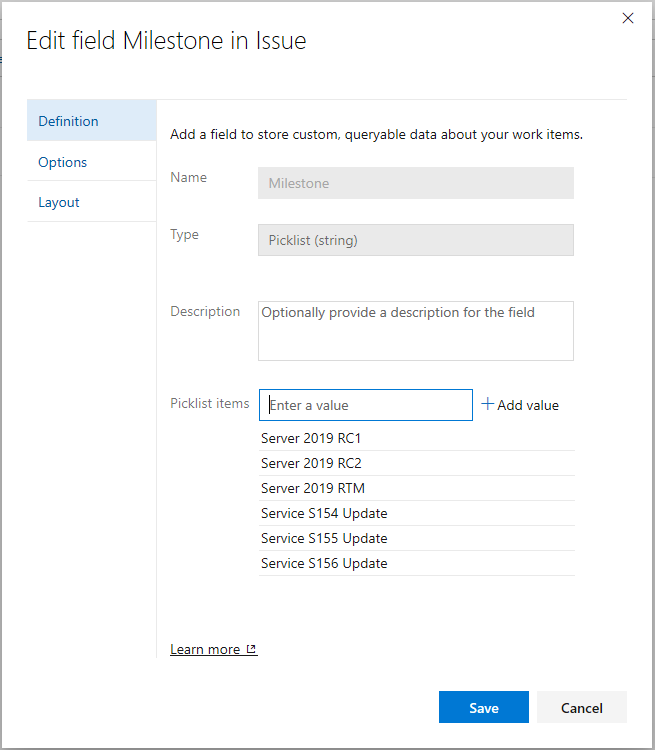 Edit field Milestone in Issue
Definition
Options
Layout
Add a field to store custom, queryable data about your work items.
Name
Milestone
Type
Picklist (string)
Description
Optionally provide a description for the field
Picklist items
Enter a value
Add value
Server 2019 RC1
Server 2019 RC2
Server 2019 RTM
Service S154 Update
Service S155 Update
Service S156 Update
Learn more
Save
Cancel